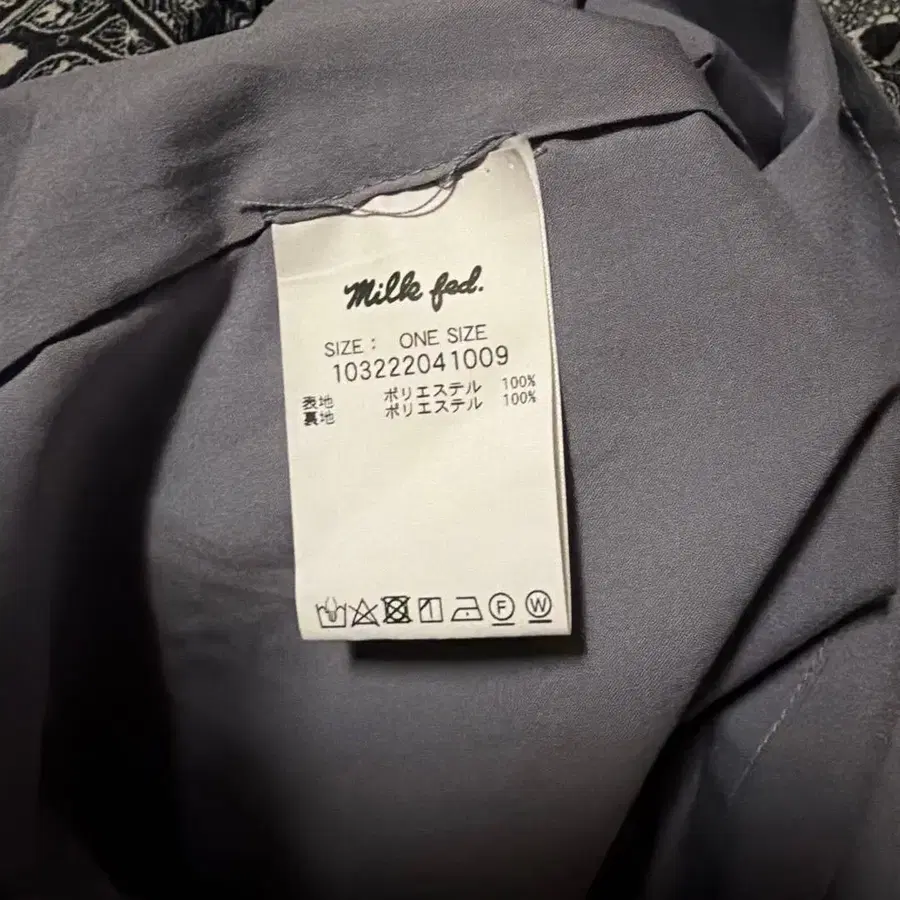 Milk fed.
SIZE : ONE SIZE
103222041009
表地 ポリエステル 100%
裏地 ポリエステル 100%
F W